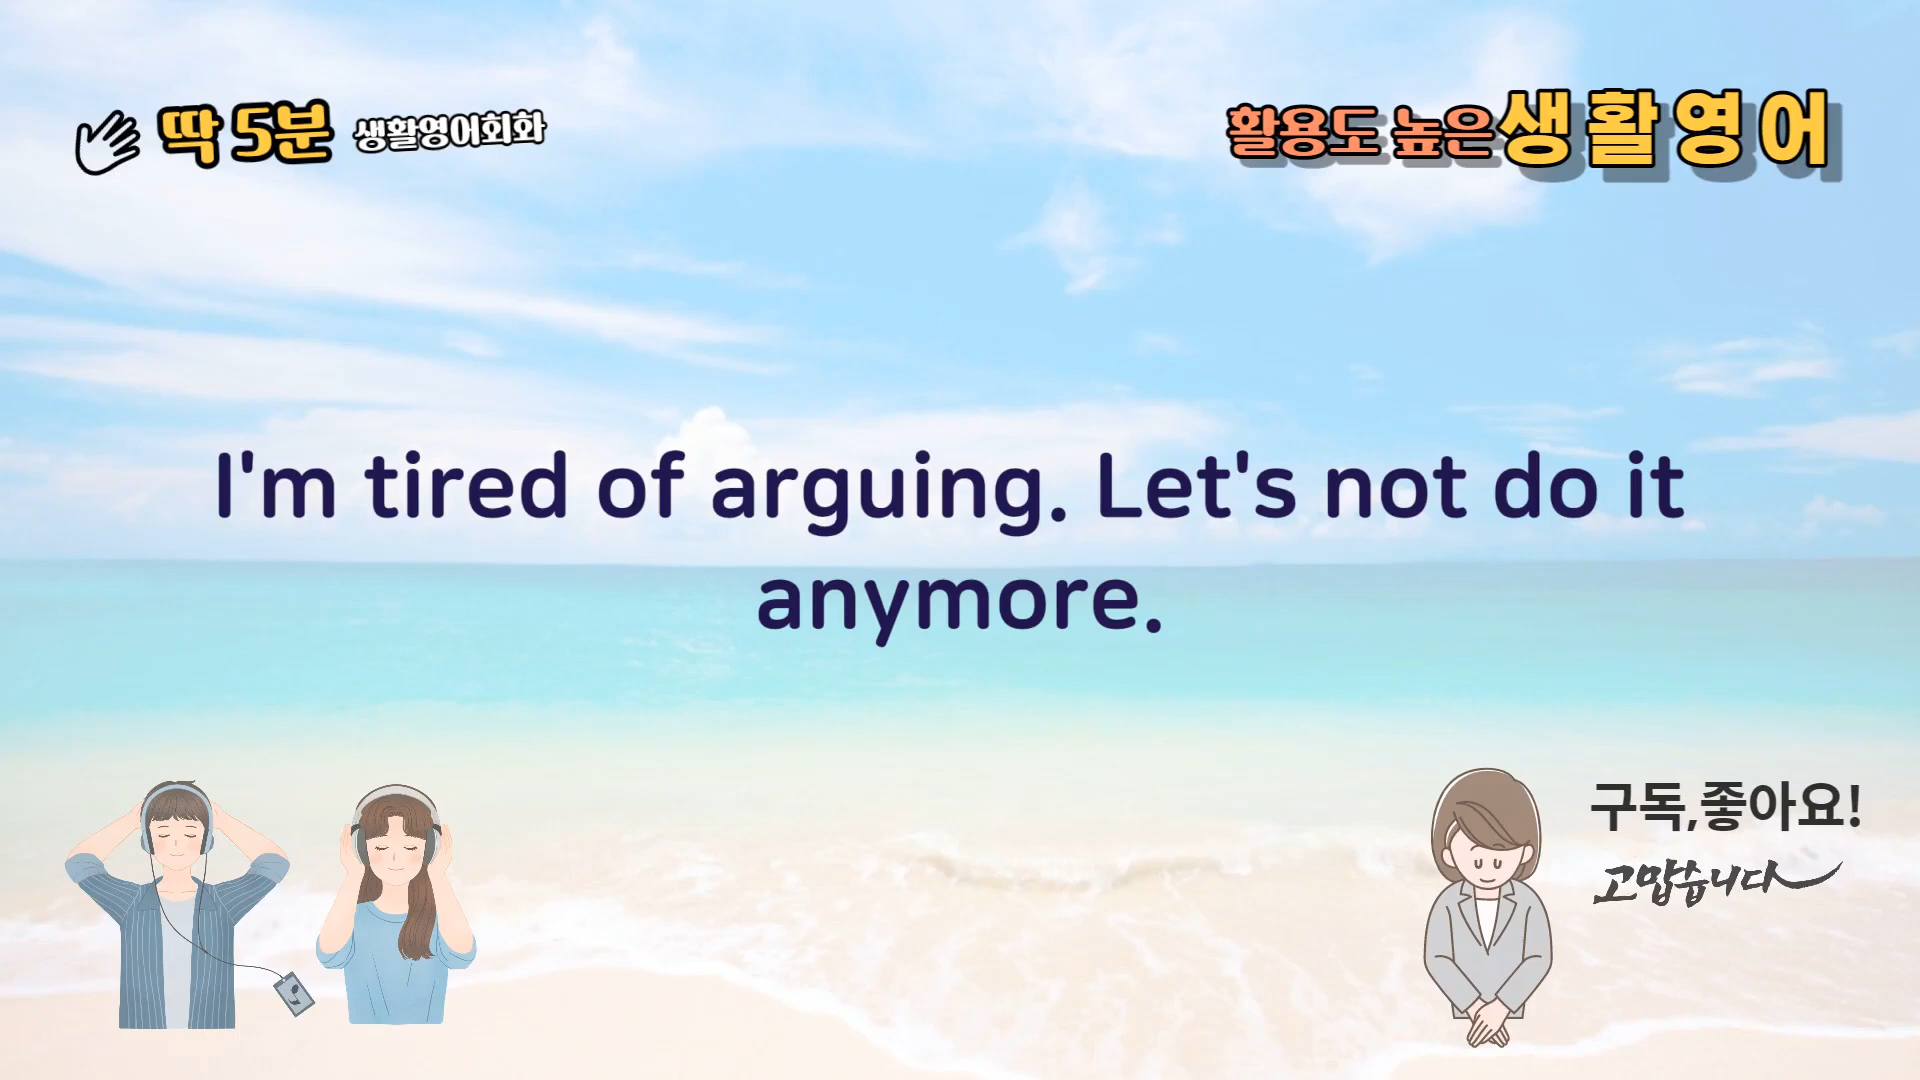 딱 5분 생활영어회화
활용도 높은 생활영어
I'm tired of arguing. Let's not do it
anymore.
구독,좋아요!
고맙습니다